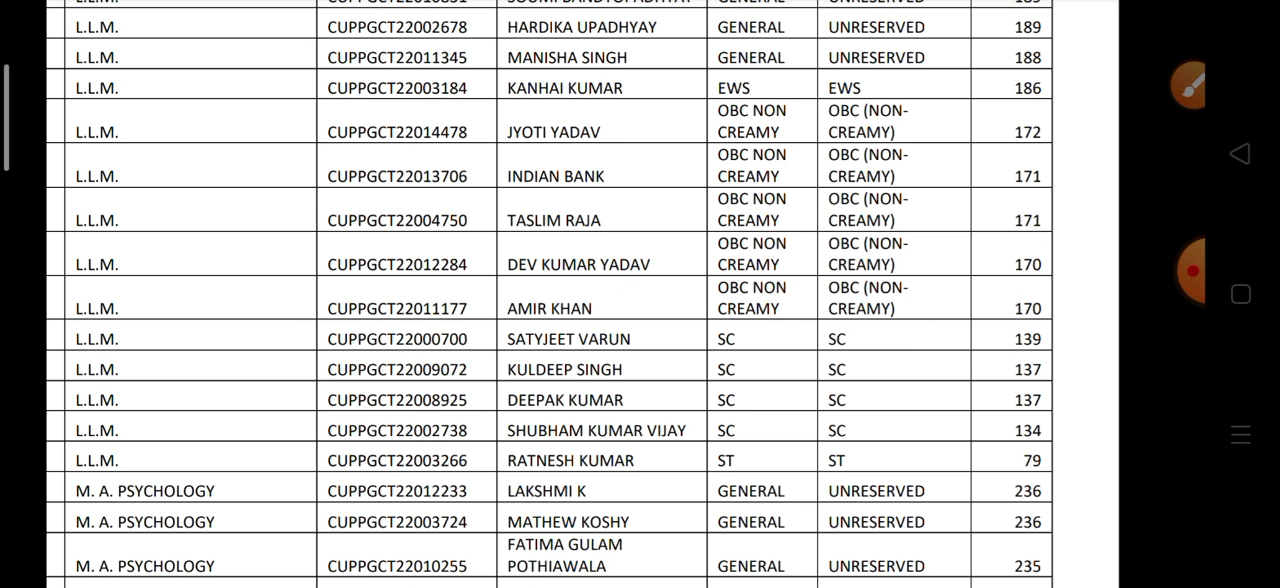 L.L.M. CUPPGCT22002678 HARDIKA UPADHYAY GENERAL UNRESERVED 189
L.L.M. CUPPGCT22011345 MANISHA SINGH GENERAL UNRESERVED 188
L.L.M. CUPPGCT22003184 KANHAI KUMAR EWS EWS 186
OBC NON OBC (NON-
L.L.M. CUPPGCT22014478 JYOTI YADAV CREAMY CREAMY) 172
OBC NON OBC (NON-
L.L.M. CUPPGCT22013706 INDIAN BANK CREAMY CREAMY) 171
OBC NON OBC (NON-
L.L.M. CUPPGCT22004750 TASLIM RAJA CREAMY CREAMY) 171
OBC NON OBC (NON-
L.L.M. CUPPGCT22012284 DEV KUMAR YADAV CREAMY CREAMY) 170
OBC NON OBC (NON-
L.L.M. CUPPGCT22011177 AMIR KHAN CREAMY CREAMY) 170
L.L.M. CUPPGCT22000700 SATYJEET VARUN SC SC 139
L.L.M. CUPPGCT22009072 KULDEEP SINGH SC SC 137
L.L.M. CUPPGCT22008925 DEEPAK KUMAR SC SC 137
L.L.M. CUPPGCT22002738 SHUBHAM KUMAR VIJAY SC SC 134
L.L.M. CUPPGCT22003266 RATNESH KUMAR ST ST 79
M. A. PSYCHOLOGY CUPPGCT22012233 LAKSHMI K GENERAL UNRESERVED 236
M. A. PSYCHOLOGY CUPPGCT22003724 MATHEW KOSHY GENERAL UNRESERVED 236
FATIMA GULAM
M. A. PSYCHOLOGY CUPPGCT22010255 POTHIAWALA GENERAL UNRESERVED 235